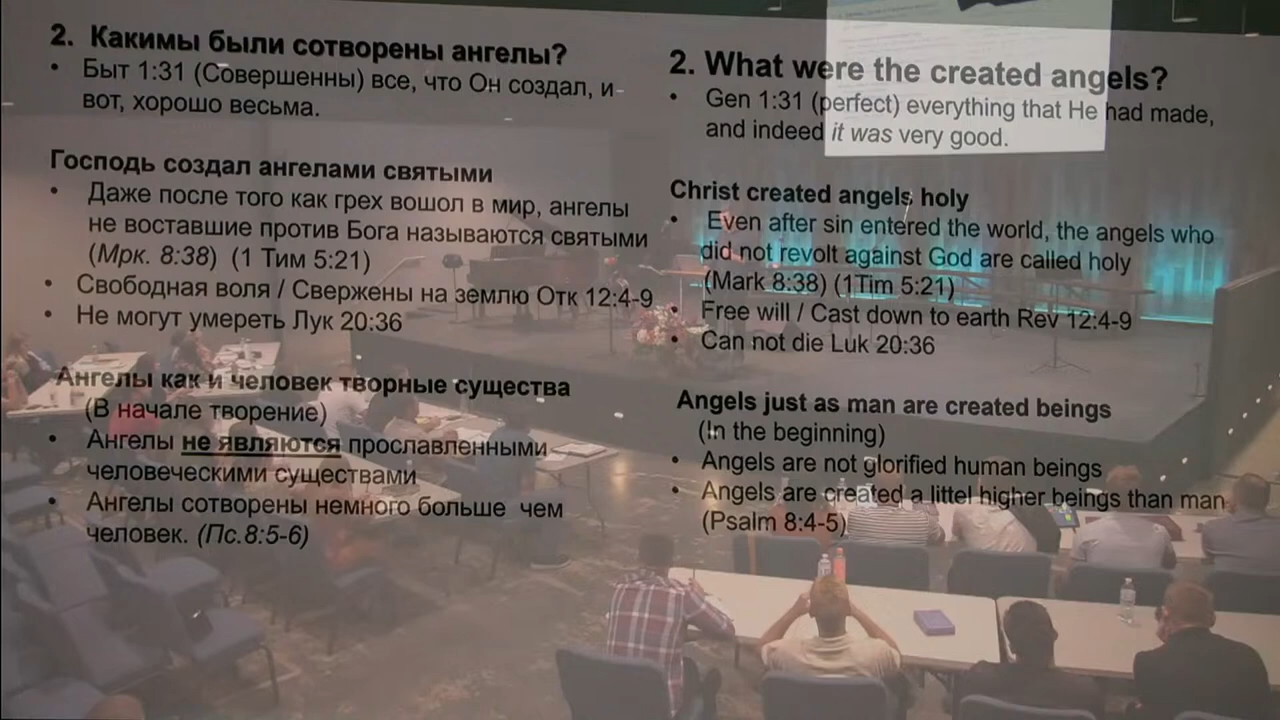 2. Какимы были сотворены ангелы?
• Быт 1:31 (Совершенны) все, что Он создал, и
вот, хорошо весьма.
Господь создал ангелами святыми
• Даже после того как грех вошол в мир, ангелы
не воставшие против Бога называются святыми
(Мрк. 8:38) (1 Тим 5:21)
• Свободная воля / Свержены на землю Отк 12:4-9
• Не могут умереть Лук 20:36
Ангелы как и человек творные существа
(В начале творение)
• Ангелы не являются прославленными
человеческими существами
• Ангелы сотворены немного больше чем
человек. (Пс.8:5-6)
2. What were the created angels?
• Gen 1:31 (perfect) everything that He had made,
and indeed it was very good.
Christ created angels holy
• Even after sin entered the world, the angels who
did not revolt against God are called holy
(Mark 8:38) (1Tim 5:21)
• Free will / Cast down to earth Rev 12:4-9
• Can not die Luk 20:36
Angels just as man are created beings
(In the beginning)
• Angels are not glorified human beings
• Angels are created a littel higher beings than man
(Psalm 8:4-5)